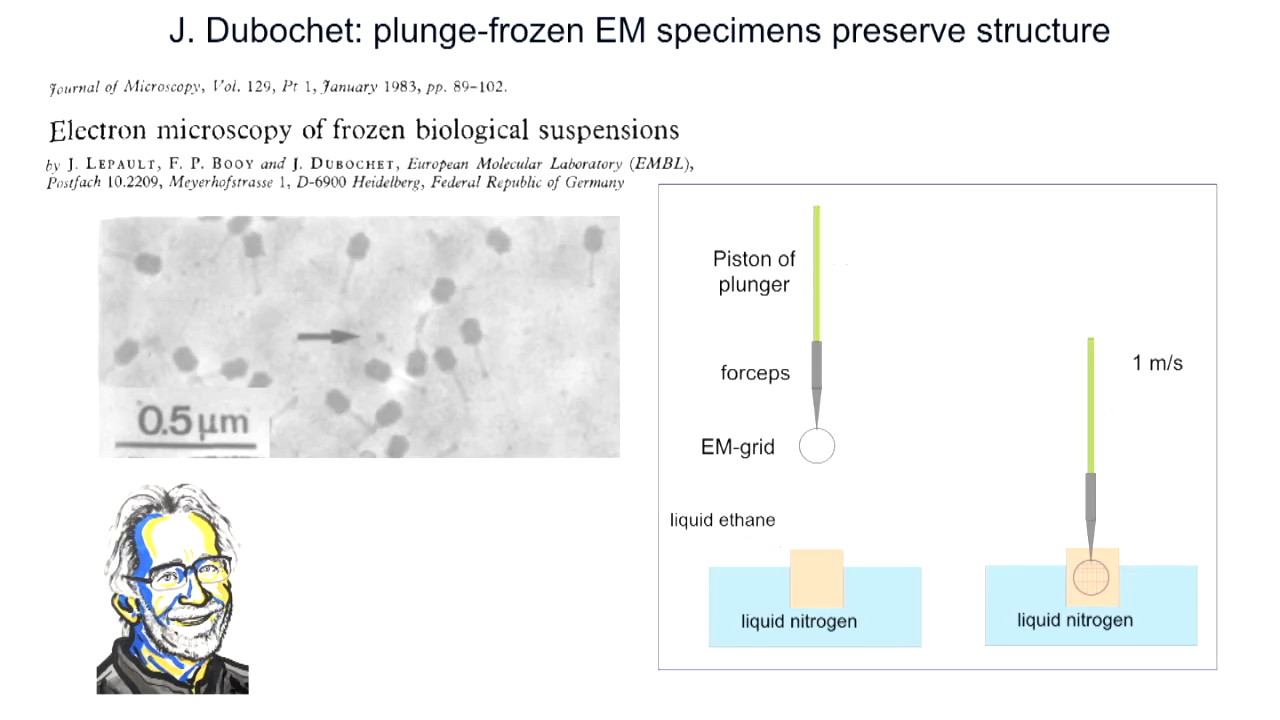 J. Dubochet: plunge-frozen EM specimens preserve structure
Journal of Microscopy, Vol. 129, Pt 1, January 1983, pp. 89–102.
Electron microscopy of frozen biological suspensions
by J. LEPAULT, F. P. BOOY and J. DUBOCHET, European Molecular Laboratory (EMBL),
Postfach 10.2209, Meyerhofstrasse 1, D-6900 Heidelberg, Federal Republic of Germany
0.5 μm
Piston of
plunger
forceps
EM-grid
liquid ethane
liquid nitrogen
1 m/s
liquid nitrogen